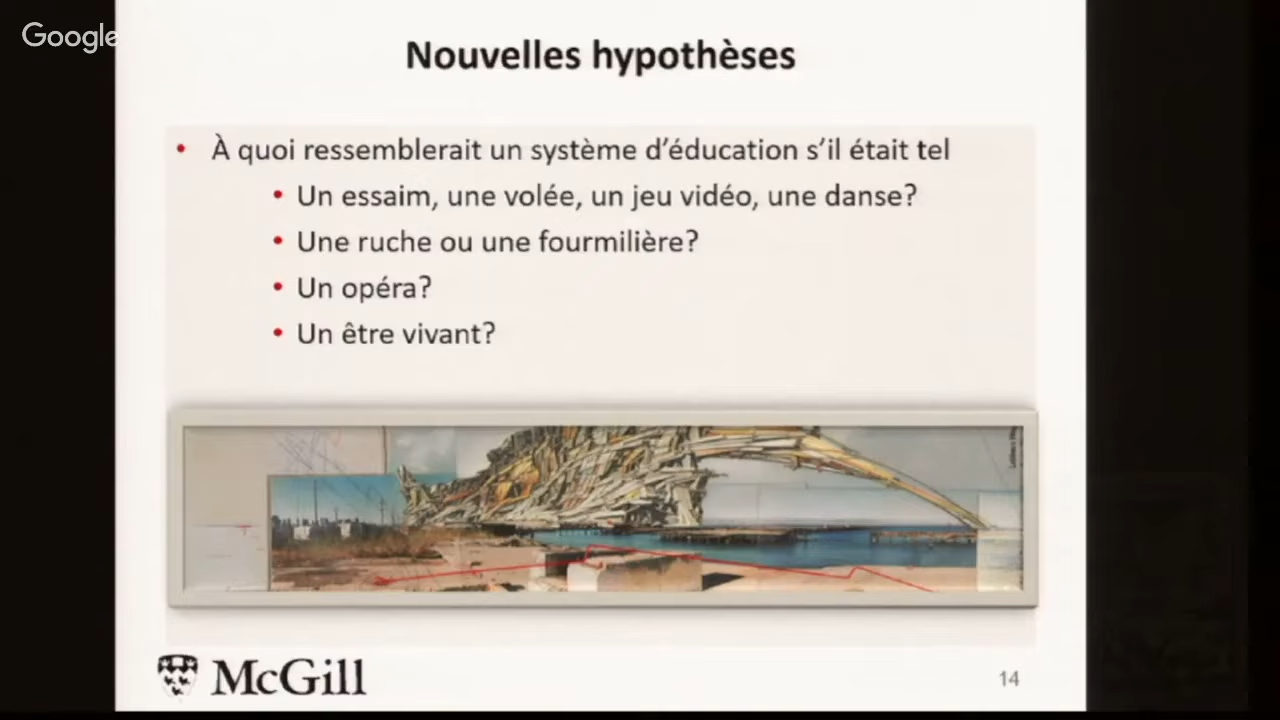 Google
Nouvelles hypothèses
• À quoi ressemblerait un système d'éducation s'il était tel
• Un essaim, une volée, un jeu vidéo, une danse?
• Une ruche ou une fourmilière?
• Un opéra?
• Un être vivant?
McGill
14